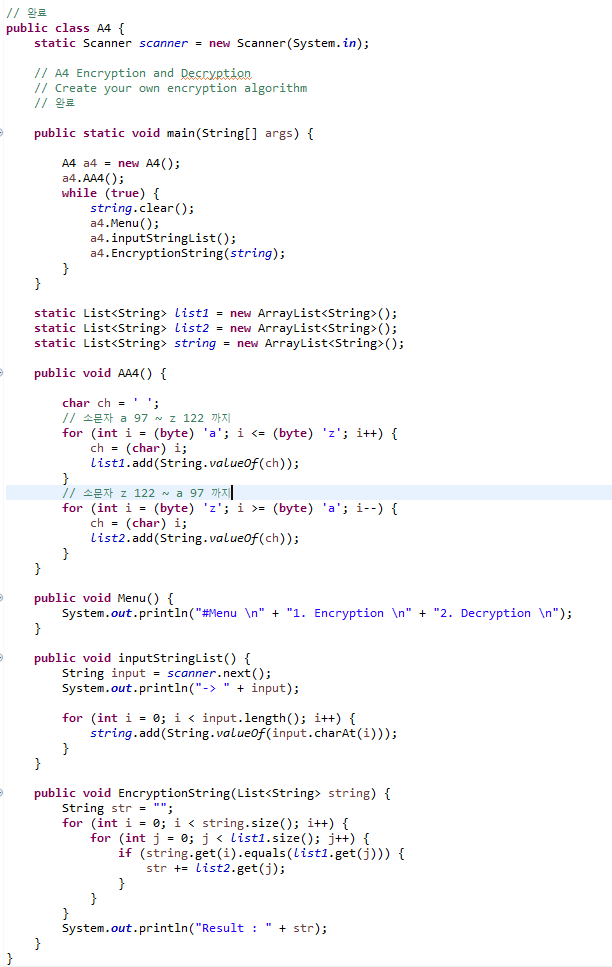 // 완료
public class A4 {
    static Scanner scanner = new Scanner(System.in);

    // A4 Encryption and Decryption
    // Create your own encryption algorithm
    // 완료

    public static void main(String[] args) {

        A4 a4 = new A4();
        a4.AA4();
        while (true) {
            string.clear();
            a4.Menu();
            a4.inputStringList();
            a4.EncryptionString(string);
        }
    }

    static List<String> list1 = new ArrayList<String>();
    static List<String> list2 = new ArrayList<String>();
    static List<String> string = new ArrayList<String>();

    public void AA4() {

        char ch = ' ';
        // 소문자 a 97 ~ z 122 까지
        for (int i = (byte) 'a'; i <= (byte) 'z'; i++) {
            ch = (char) i;
            list1.add(String.valueOf(ch));
        }
        // 소문자 z 122 ~ a 97 까지
        for (int i = (byte) 'z'; i >= (byte) 'a'; i--) {
            ch = (char) i;
            list2.add(String.valueOf(ch));
        }
    }

    public void Menu() {
        System.out.println("#Menu \n" + "1. Encryption \n" + "2. Decryption \n");
    }

    public void inputStringList() {
        String input = scanner.next();
        System.out.println("-> " + input);

        for (int i = 0; i < input.length(); i++) {
            string.add(String.valueOf(input.charAt(i)));
        }
    }

    public void EncryptionString(List<String> string) {
        String str = "";
        for (int i = 0; i < string.size(); i++) {
            for (int j = 0; j < list1.size(); j++) {
                if (string.get(i).equals(list1.get(j))) {
                    str += list2.get(j);
                }
            }
        }
        System.out.println("Result : " + str);
    }
}